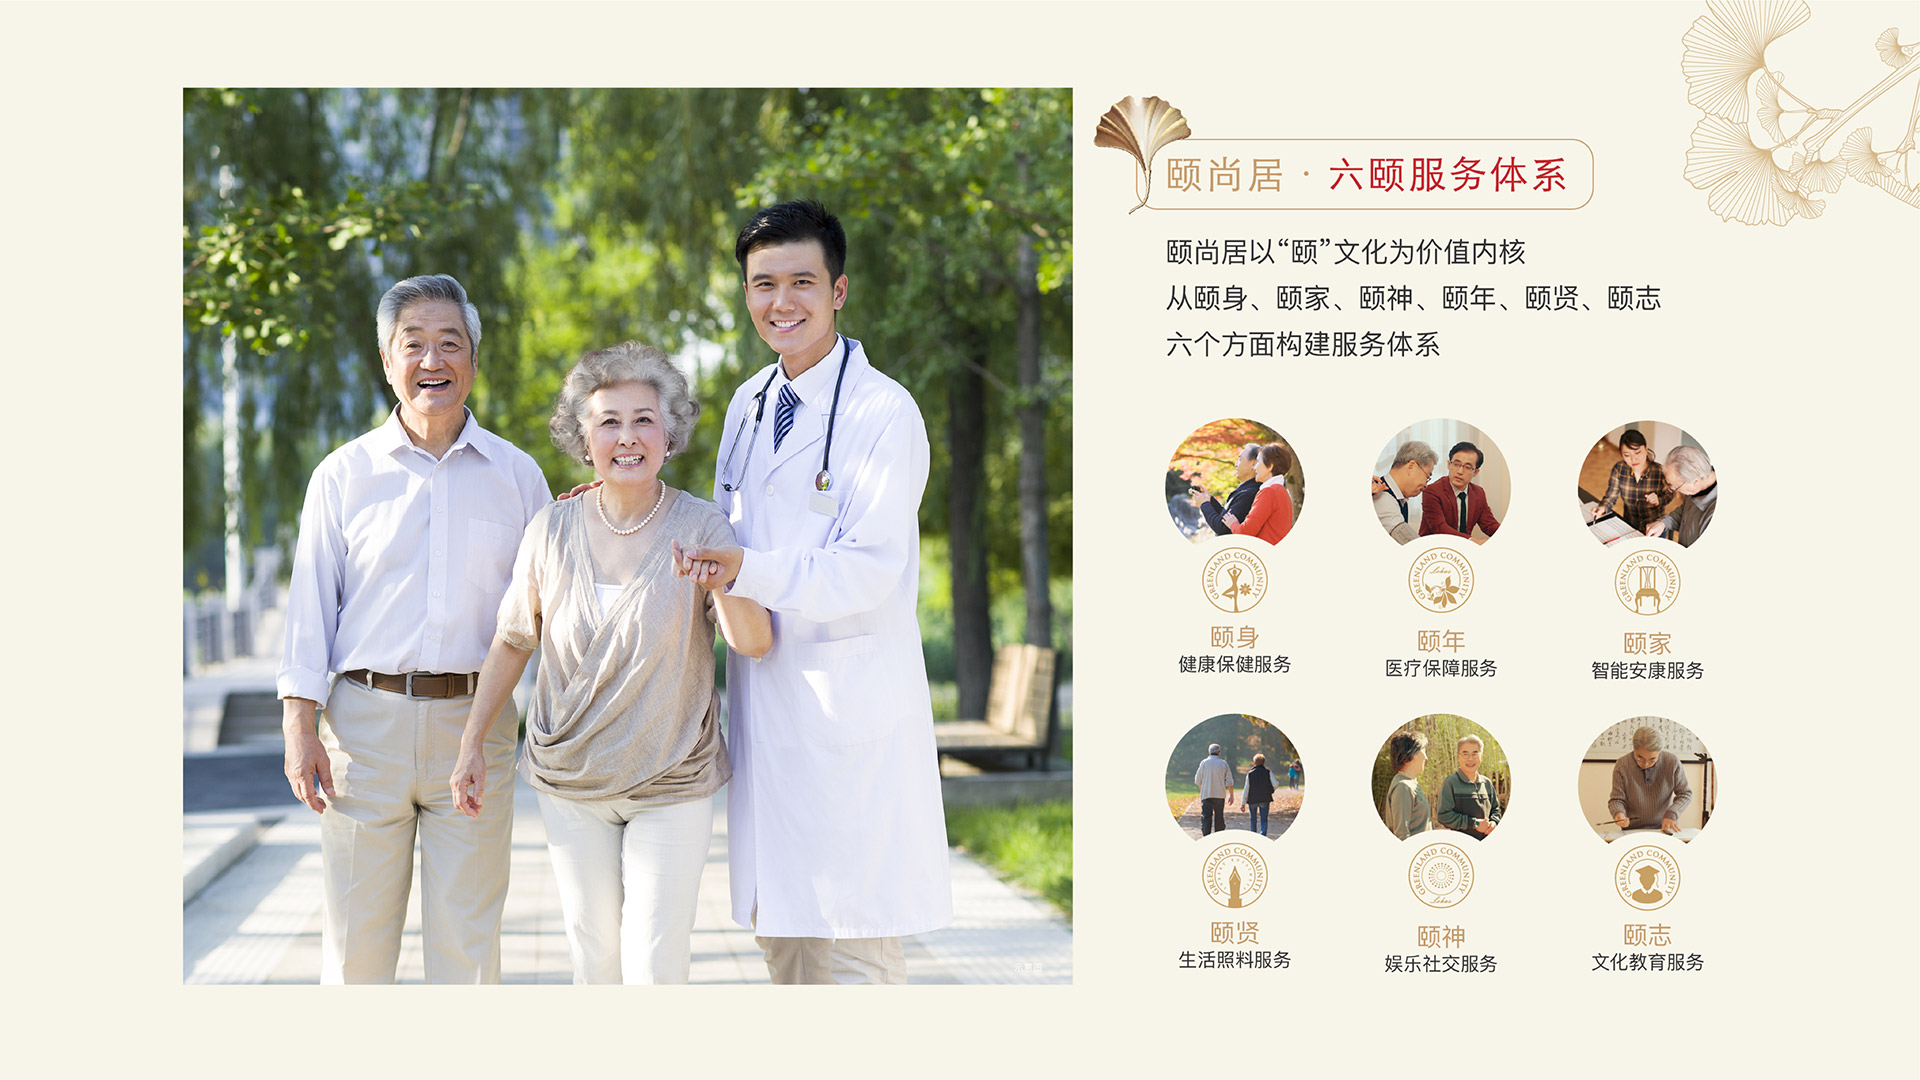 颐尚居·六颐服务体系
颐尚居以“颐”文化为价值内核
从颐身、颐家、颐神、颐年、颐贤、颐志
六个方面构建服务体系
GREENLAND COMMUNITY
颐身
健康保健服务
GREENLAND COMMUNITY
颐年
医疗保障服务
GREENLAND COMMUNITY
颐家
智能安康服务
GREENLAND COMMUNITY
颐贤
生活照料服务
GREENLAND COMMUNITY
颐神
娱乐社交服务
GREENLAND COMMUNITY
颐志
文化教育服务